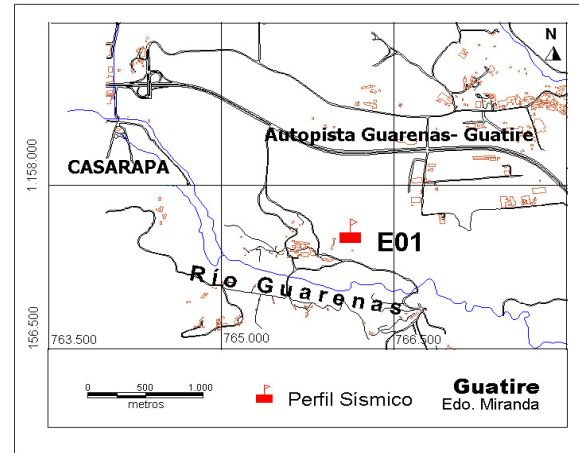 N
Autopista Guarenas- Guatire
1:158.000
CASARAPA
E01
Río Guarenas
156.500
763.500
765.000
766.500
0 500 1.000
metros
Perfil Sísmico
Guatire
Edo. Miranda